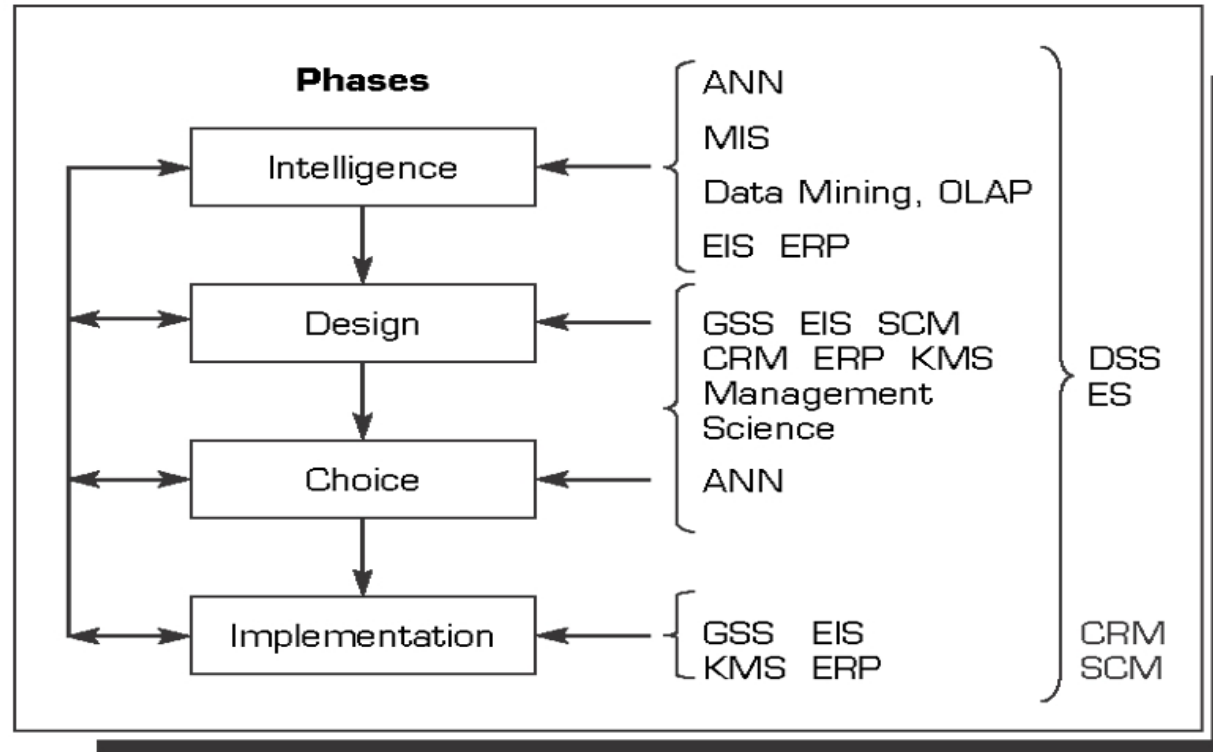 Phases
Intelligence
Design
Choice
Implementation
ANN
MIS
Data Mining, OLAP
EIS ERP
GSS EIS SCM
CRM ERP KMS
Management
Science
ANN
GSS EIS
KMS ERP
DSS
ES
CRM
SCM